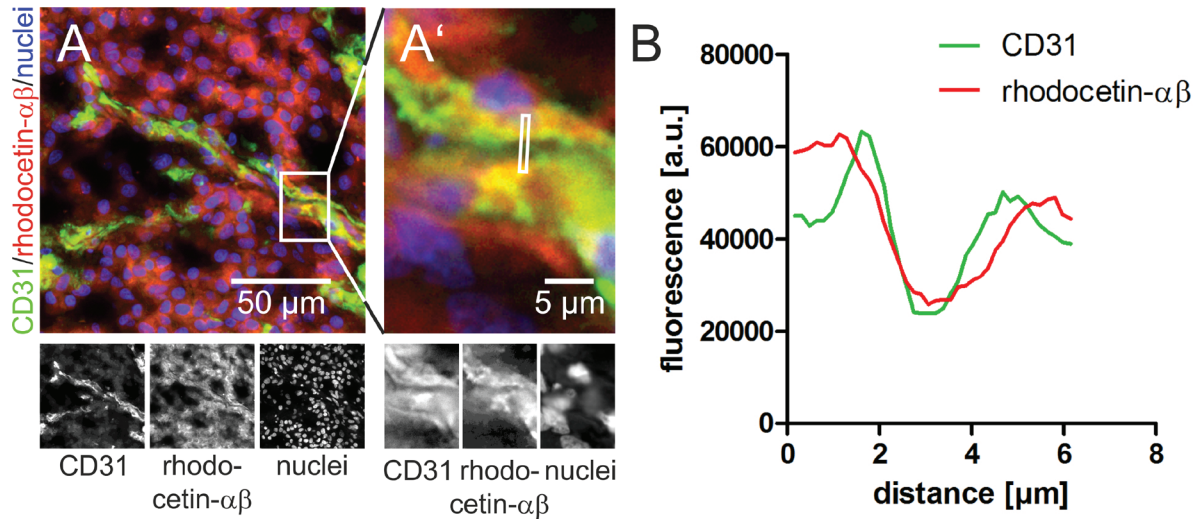 A
A'
B
CD31/rhodocetin-αβ/nuclei
50 µm
5 µm
CD31
rhodo-
cetin-αβ
nuclei
CD31
rhodo-
cetin-αβ
nuclei
CD31
rhodocetin-αβ
fluorescence [a.u.]
80000
60000
40000
20000
0
0 2 4 6 8
distance [µm]